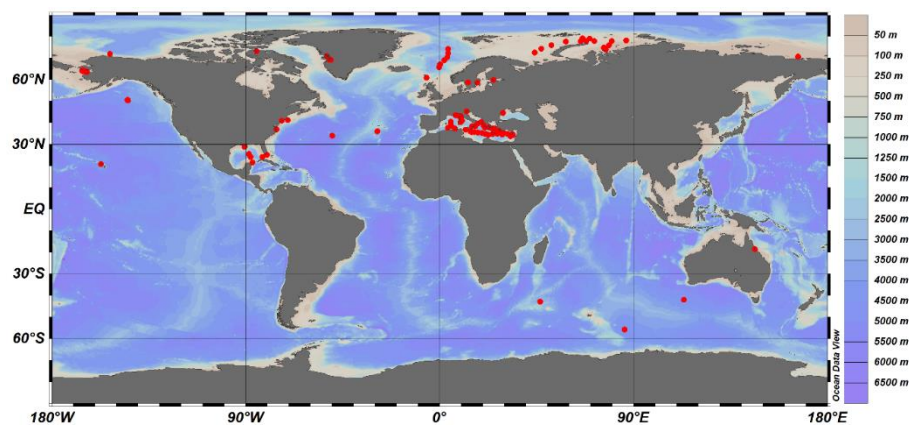 60°N
30°N
EQ
30°S
60°S
180°W
90°W
0°E
90°E
180°E
Ocean Data View
50 m
100 m
250 m
500 m
750 m
1000 m
1250 m
1500 m
2000 m
2500 m
3000 m
3500 m
4000 m
4500 m
5000 m
5500 m
6000 m
6500 m